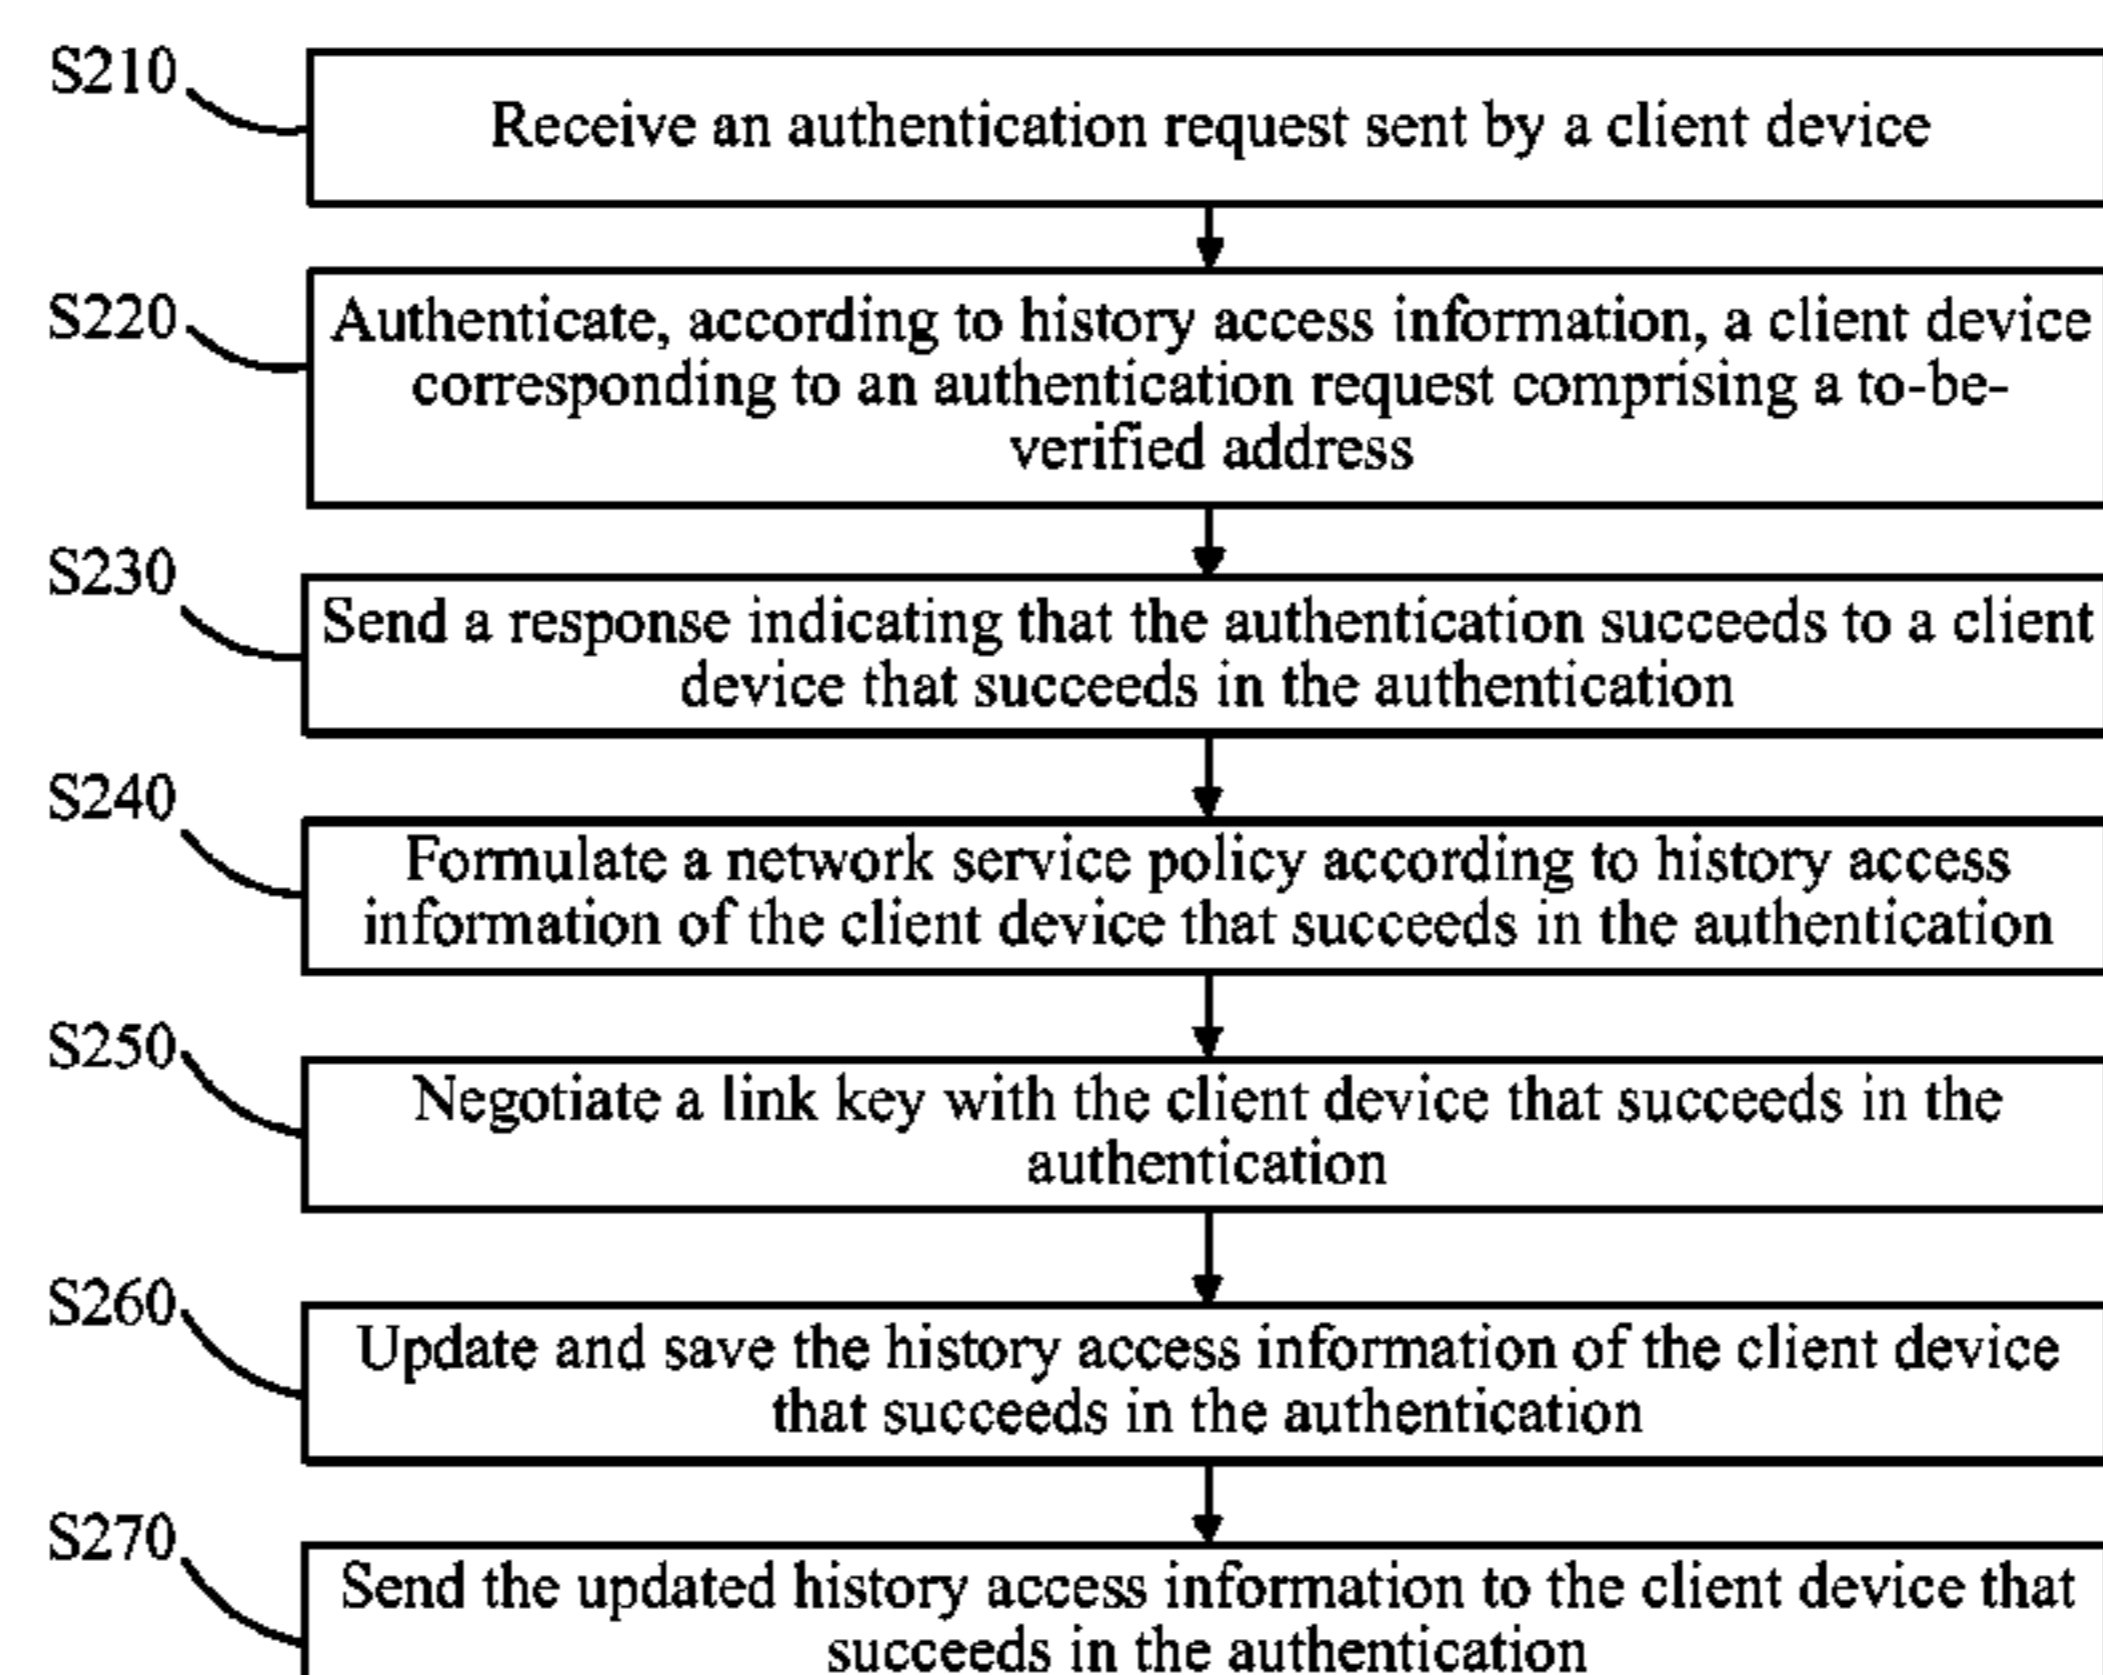 S210
Receive an authentication request sent by a client device
S220
Authenticate, according to history access information, a client device
corresponding to an authentication request comprising a to-be-
verified address
S230
Send a response indicating that the authentication succeeds to a client
device that succeeds in the authentication
S240
Formulate a network service policy according to history access
information of the client device that succeeds in the authentication
S250
Negotiate a link key with the client device that succeeds in the
authentication
S260
Update and save the history access information of the client device
that succeeds in the authentication
S270
Send the updated history access information to the client device that
succeeds in the authentication